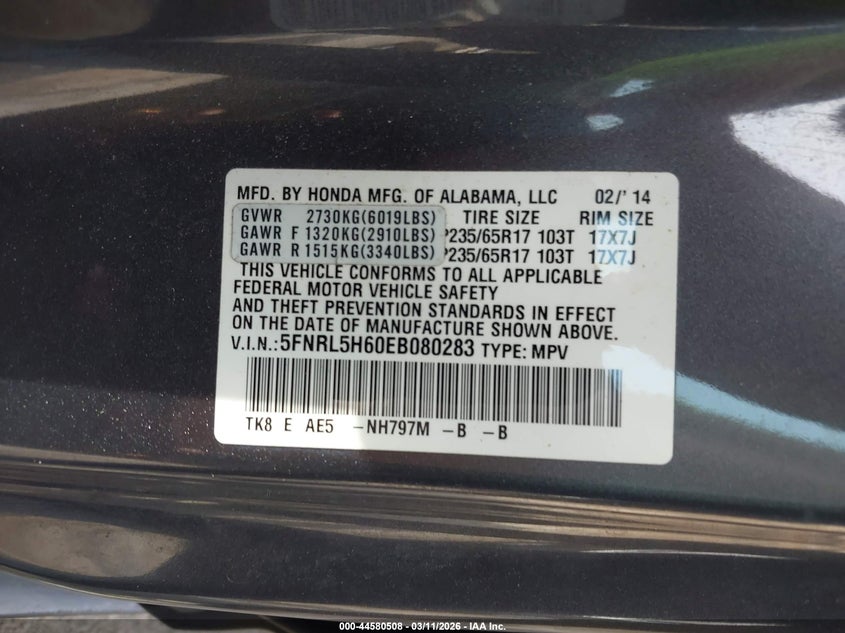 MFD. BY HONDA MFG. OF ALABAMA, LLC 02/'14
GVWR 2730KG(6019LBS) TIRE SIZE RIM SIZE
GAWR F 1320KG(2910LBS) P235/65R17 103T 17X7J
GAWR R 1515KG(3340LBS) P235/65R17 103T 17X7J
THIS VEHICLE CONFORMS TO ALL APPLICABLE
FEDERAL MOTOR VEHICLE SAFETY
AND THEFT PREVENTION STANDARDS IN EFFECT
ON THE DATE OF MANUFACTURE SHOWN ABOVE.
V.I.N.:5FNRL5H60EB080283 TYPE: MPV
TK8 E AE5 -NH797M -B -B
000-44580508 - 03/11/2026 - IAA Inc.